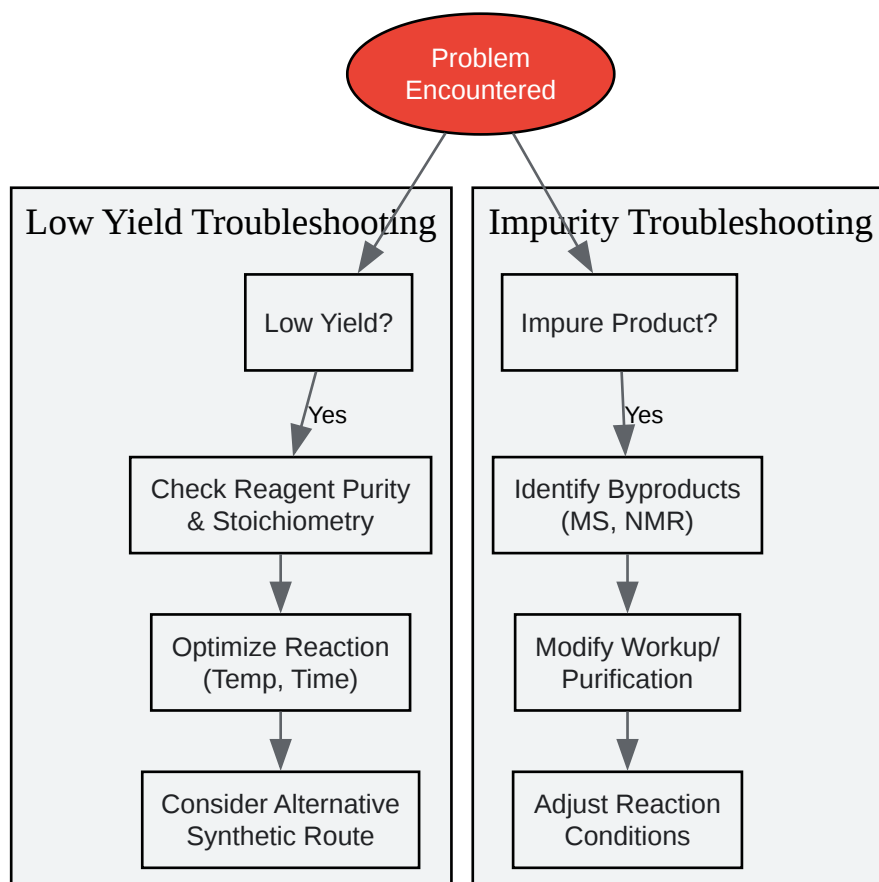 Problem
Encountered
Low Yield Troubleshooting
Low Yield?
Yes
Check Reagent Purity
& Stoichiometry
Optimize Reaction
(Temp, Time)
Consider Alternative
Synthetic Route
Impurity Troubleshooting
Impure Product?
Yes
Identify Byproducts
(MS, NMR)
Modify Workup/
Purification
Adjust Reaction
Conditions